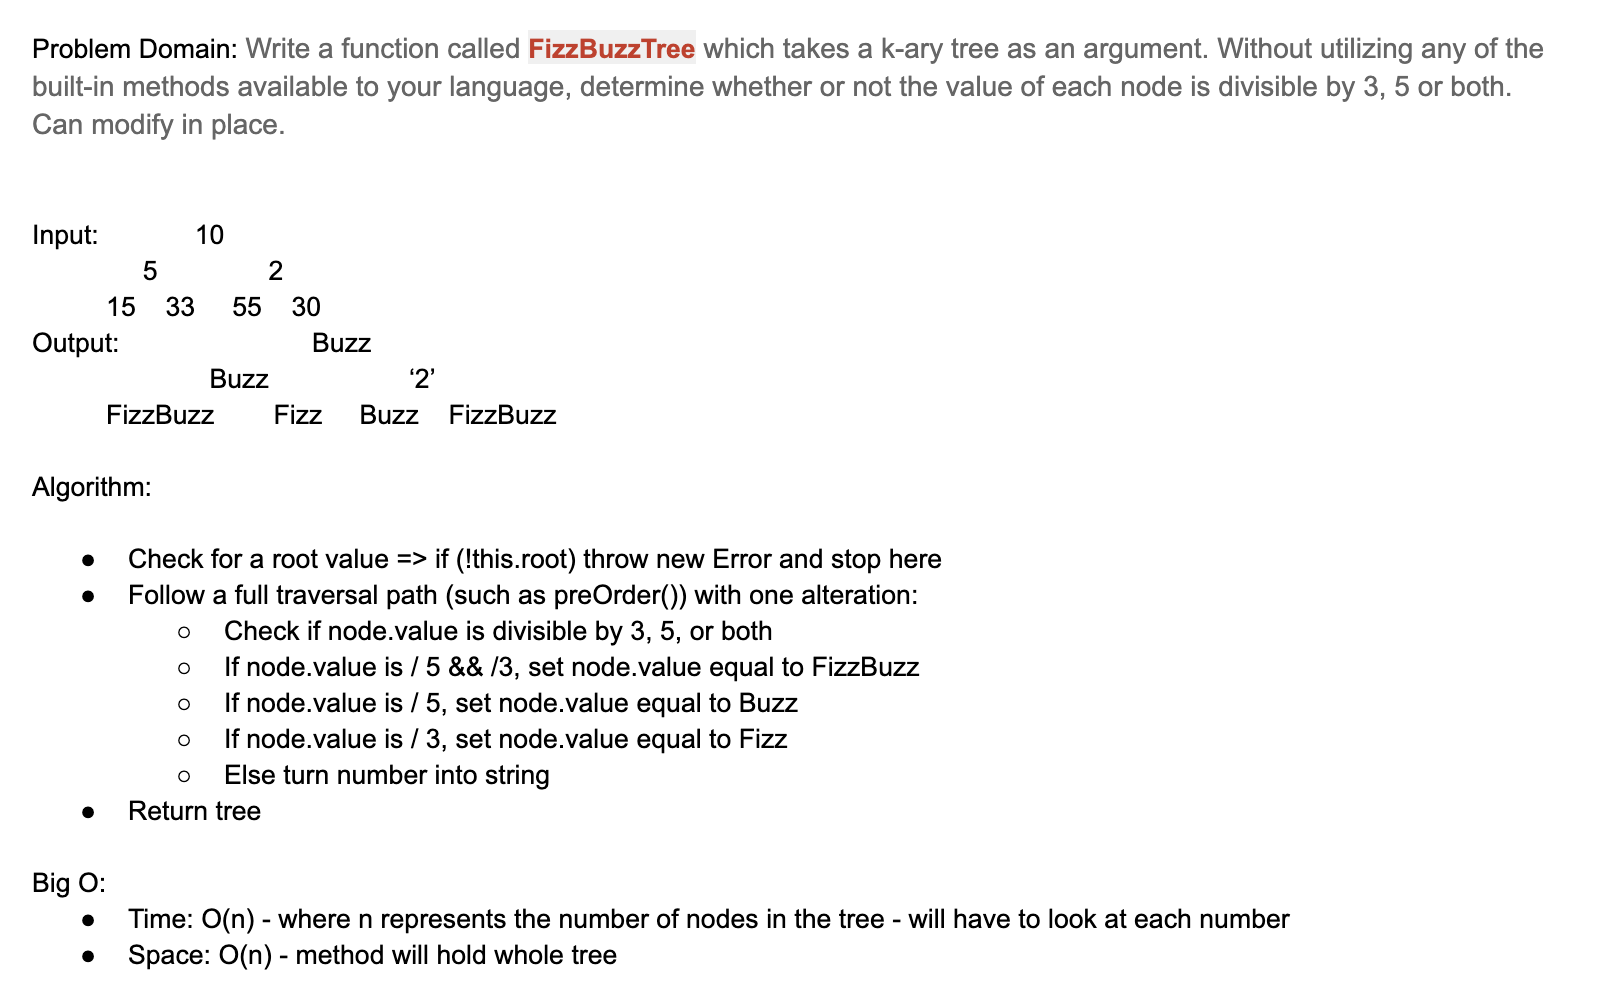 Problem Domain: Write a function called FizzBuzzTree which takes a k-ary tree as an argument. Without utilizing any of the
built-in methods available to your language, determine whether or not the value of each node is divisible by 3, 5 or both.
Can modify in place.
Input: 10
5 2
15 33 55 30
Output: Buzz
Buzz ‘2’
FizzBuzz Fizz Buzz FizzBuzz
Algorithm:
● Check for a root value => if (!this.root) throw new Error and stop here
● Follow a full traversal path (such as preOrder()) with one alteration:
○ Check if node.value is divisible by 3, 5, or both
○ If node.value is / 5 && /3, set node.value equal to FizzBuzz
○ If node.value is / 5, set node.value equal to Buzz
○ If node.value is / 3, set node.value equal to Fizz
○ Else turn number into string
● Return tree
Big O:
● Time: O(n) - where n represents the number of nodes in the tree - will have to look at each number
● Space: O(n) - method will hold whole tree